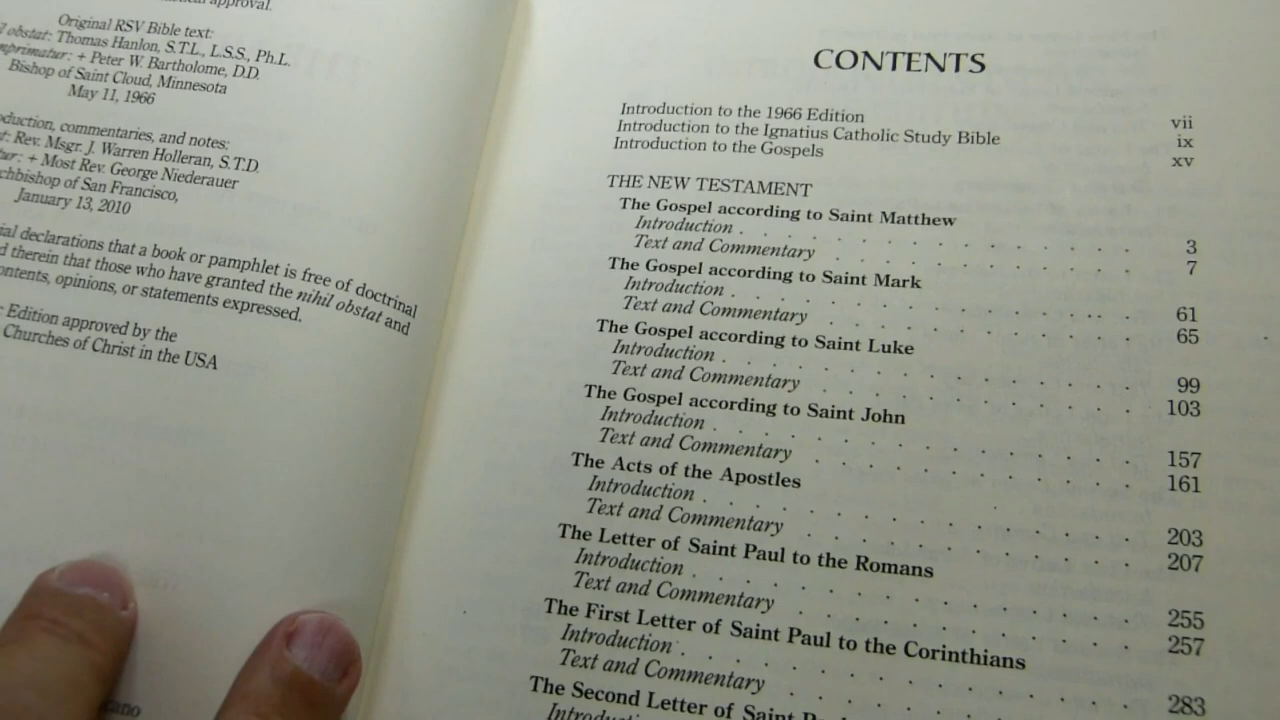 approval.
Original RSV Bible text:
obstat: Thomas Hanlon, S.T.L., L.S.S., Ph.L.
+ Peter W. Bartholome, D.D.
Bishop of Saint Cloud, Minnesota
May 11, 1966
commentaries, and notes:
Rev. Msgr. J. Warren Holleran, S.T.D.
+ Most Rev. George Niederauer
of San Francisco,
January 13, 2010
declarations that a book or pamphlet is free of doctrinal
therein that those who have granted the nihil obstat and
opinions, or statements expressed.
Edition approved by the
Churches of Christ in the USA
CONTENTS
Introduction to the 1966 Edition vii
Introduction to the Ignatius Catholic Study Bible ix
Introduction to the Gospels xv
THE NEW TESTAMENT
The Gospel according to Saint Matthew
Introduction . . . . . . . . . . . . . . . 3
Text and Commentary . . . . . . . . . . . . 7
The Gospel according to Saint Mark
Introduction . . . . . . . . . . . . . . . 61
Text and Commentary . . . . . . . . . . . . 65
The Gospel according to Saint Luke
Introduction . . . . . . . . . . . . . . . 99
Text and Commentary . . . . . . . . . . . . 103
The Gospel according to Saint John
Introduction . . . . . . . . . . . . . . . 157
Text and Commentary . . . . . . . . . . . . 161
The Acts of the Apostles
Introduction . . . . . . . . . . . . . . . 203
Text and Commentary . . . . . . . . . . . . 207
The Letter of Saint Paul to the Romans
Introduction . . . . . . . . . . . . . . . 255
Text and Commentary . . . . . . . . . . . . 257
The First Letter of Saint Paul to the Corinthians
Introduction . . . . . . . . . . . . . . . 283
Text and Commentary . . . . . . . . . . . .
The Second Letter of Saint